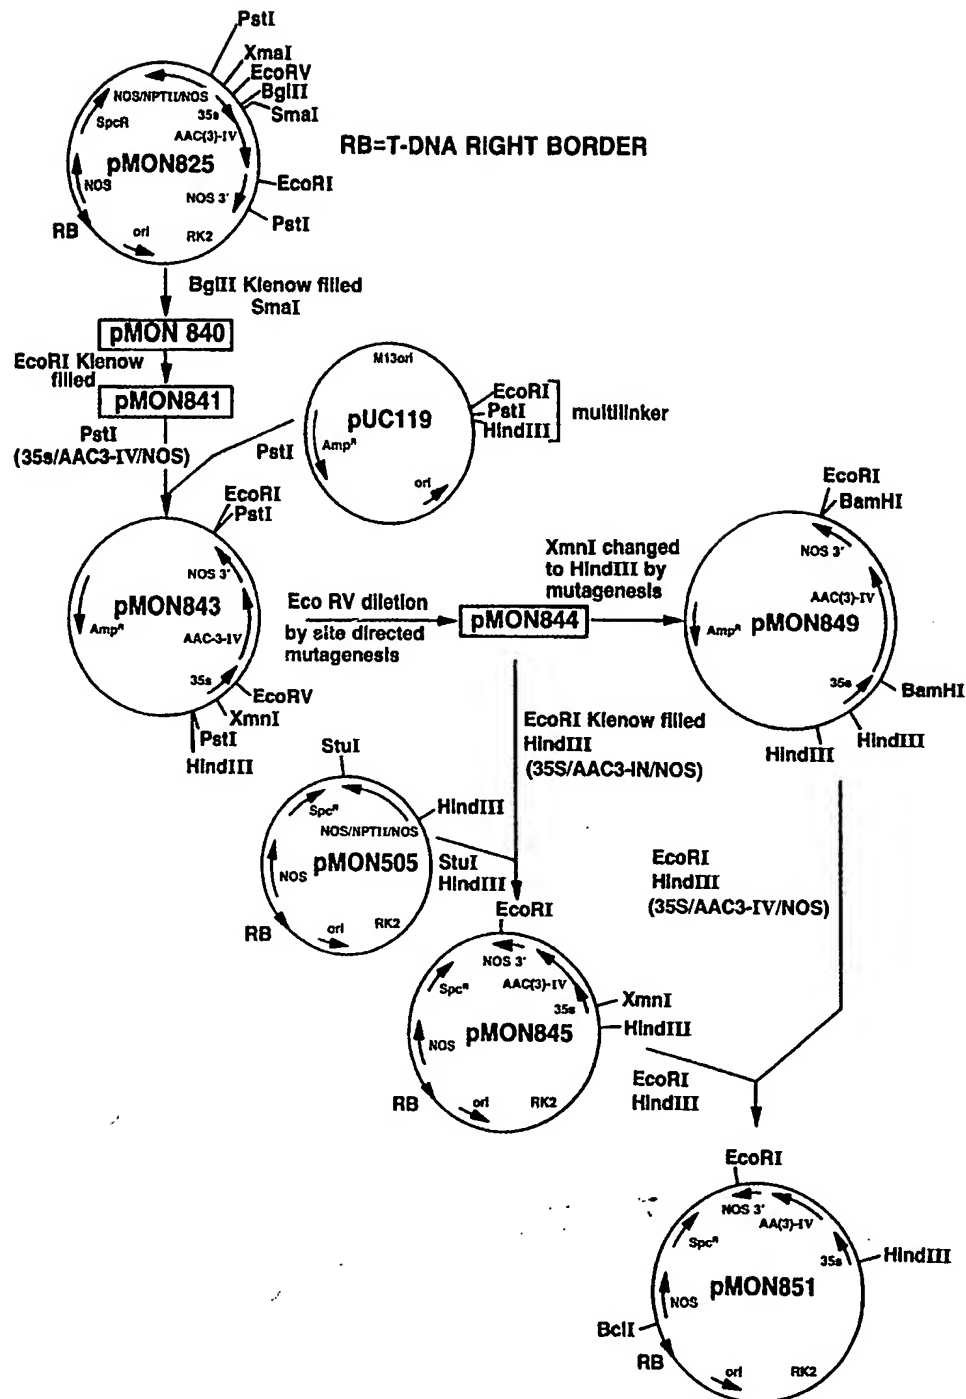 PstI
XmaI
EcoRV
BglII
SmaI
NOS/NPTII/NOS
35s
SpcR
AAC(3)-IV
pMON825
RB=T-DNA RIGHT BORDER
EcoRI
NOS
NOS 3'
PstI
RB
ori
RK2
BglII Klenow filled
SmaI
pMON 840
EcoRI Klenow
filled
pMON841
PstI
(35s/AAC3-IV/NOS)
M13ori
pUC119
EcoRI
PstI
HindIII
multilinker
Amp^R
PstI
ori
EcoRI
PstI
NOS 3'
pMON843
Amp^R
AAC-3-IV
35s
EcoRV
XmnI
PstI
HindIII
Eco RV diletion
by site directed
mutagenesis
pMON844
XmnI changed
to HindIII by
mutagenesis
EcoRI
BamHI
NOS 3'
AAC(3)-IV
Amp^R
pMON849
35s
BamHI
HindIII
HindIII
EcoRI Klenow filled
HindIII
(35S/AAC3-IN/NOS)
StuI
HindIII
Spc^R
NOS/NPTII/NOS
pMON505
NOS
RB
ori
RK2
StuI
HindIII
EcoRI
HindIII
(35S/AAC3-IV/NOS)
EcoRI
NOS 3'
AAC(3)-IV
Spc^R
35s
XmnI
HindIII
pMON845
NOS
RB
ori
RK2
EcoRI
HindIII
EcoRI
NOS 3'
AA(3)-IV
Spc^R
35s
HindIII
pMON851
NOS
BclI
RB
ori
RK2